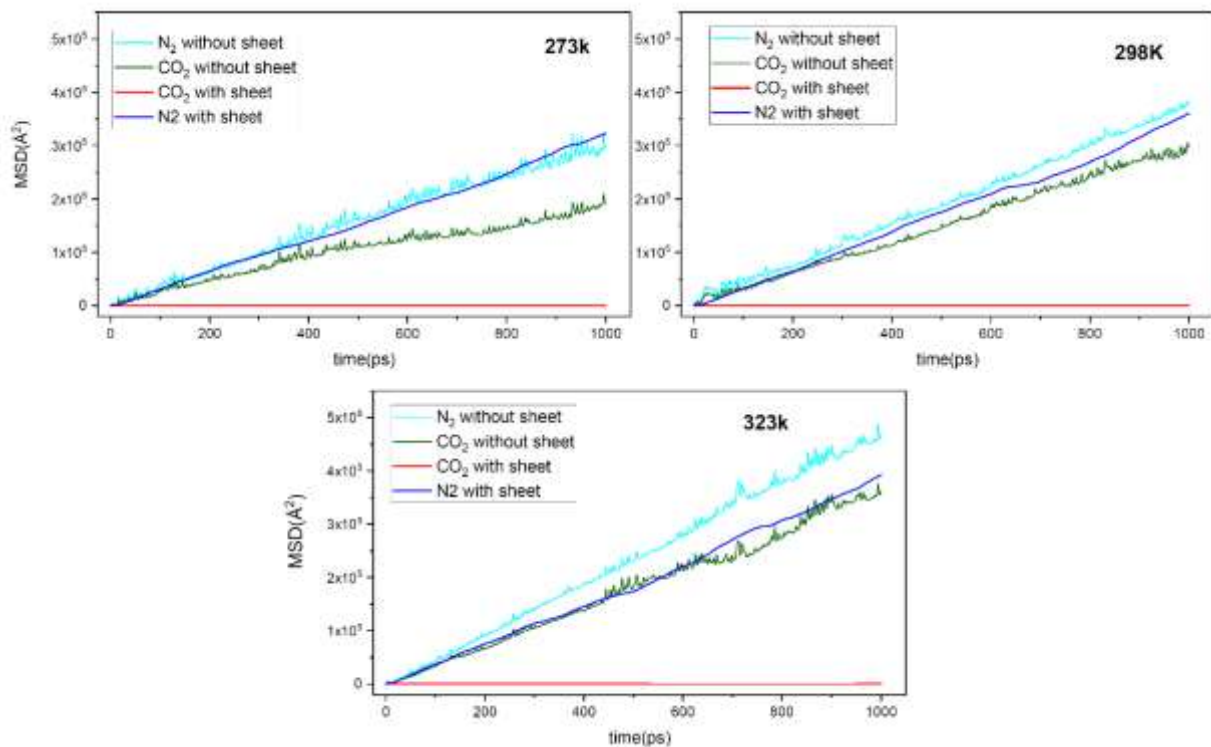 N₂ without sheet
CO₂ without sheet
CO₂ with sheet
N2 with sheet
273k
MSD(Å²)
5x10⁵
4x10⁵
3x10⁵
2x10⁵
1x10⁵
0
0 200 400 600 800 1000
time(ps)
N₂ without sheet
CO₂ without sheet
CO₂ with sheet
N2 with sheet
298K
5x10⁵
4x10⁵
3x10⁵
2x10⁵
1x10⁵
0
0 200 400 600 800 1000
time(ps)
N₂ without sheet
CO₂ without sheet
CO₂ with sheet
N2 with sheet
323k
MSD(Å²)
5x10⁵
4x10⁵
3x10⁵
2x10⁵
1x10⁵
0
0 200 400 600 800 1000
time(ps)